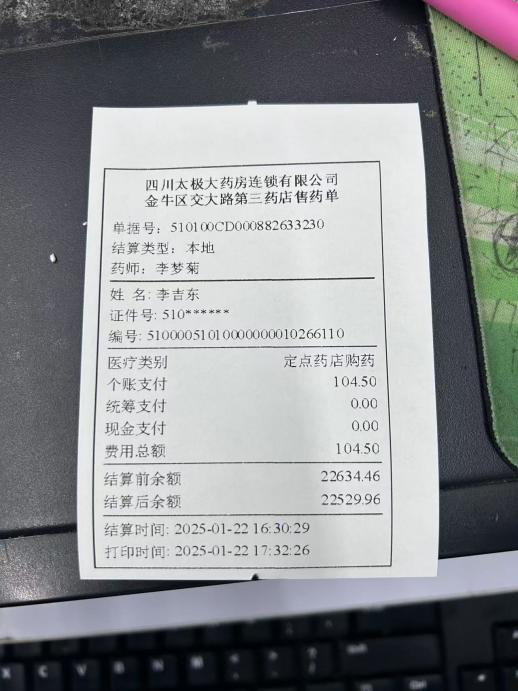 四川太极大药房连锁有限公司
金牛区交大路第三药店售药单
单据号: 510100CD000882633230
结算类型: 本地
药师: 李梦菊
姓 名: 李吉东
证件号: 510******
编号: 51000051010000000010266110
医疗类别 定点药店购药
个账支付 104.50
统筹支付 0.00
现金支付 0.00
费用总额 104.50
结算前余额 22634.46
结算后余额 22529.96
结算时间: 2025-01-22 16:30:29
打印时间: 2025-01-22 17:32:26
X C V B N M